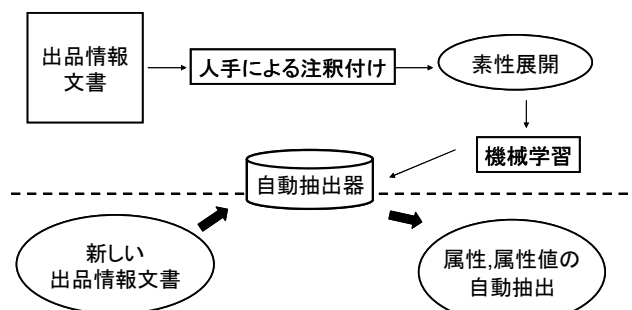 出品情報
文書
人手による注釈付け
素性展開
機械学習
自動抽出器
新しい
出品情報文書
属性,属性値の
自動抽出